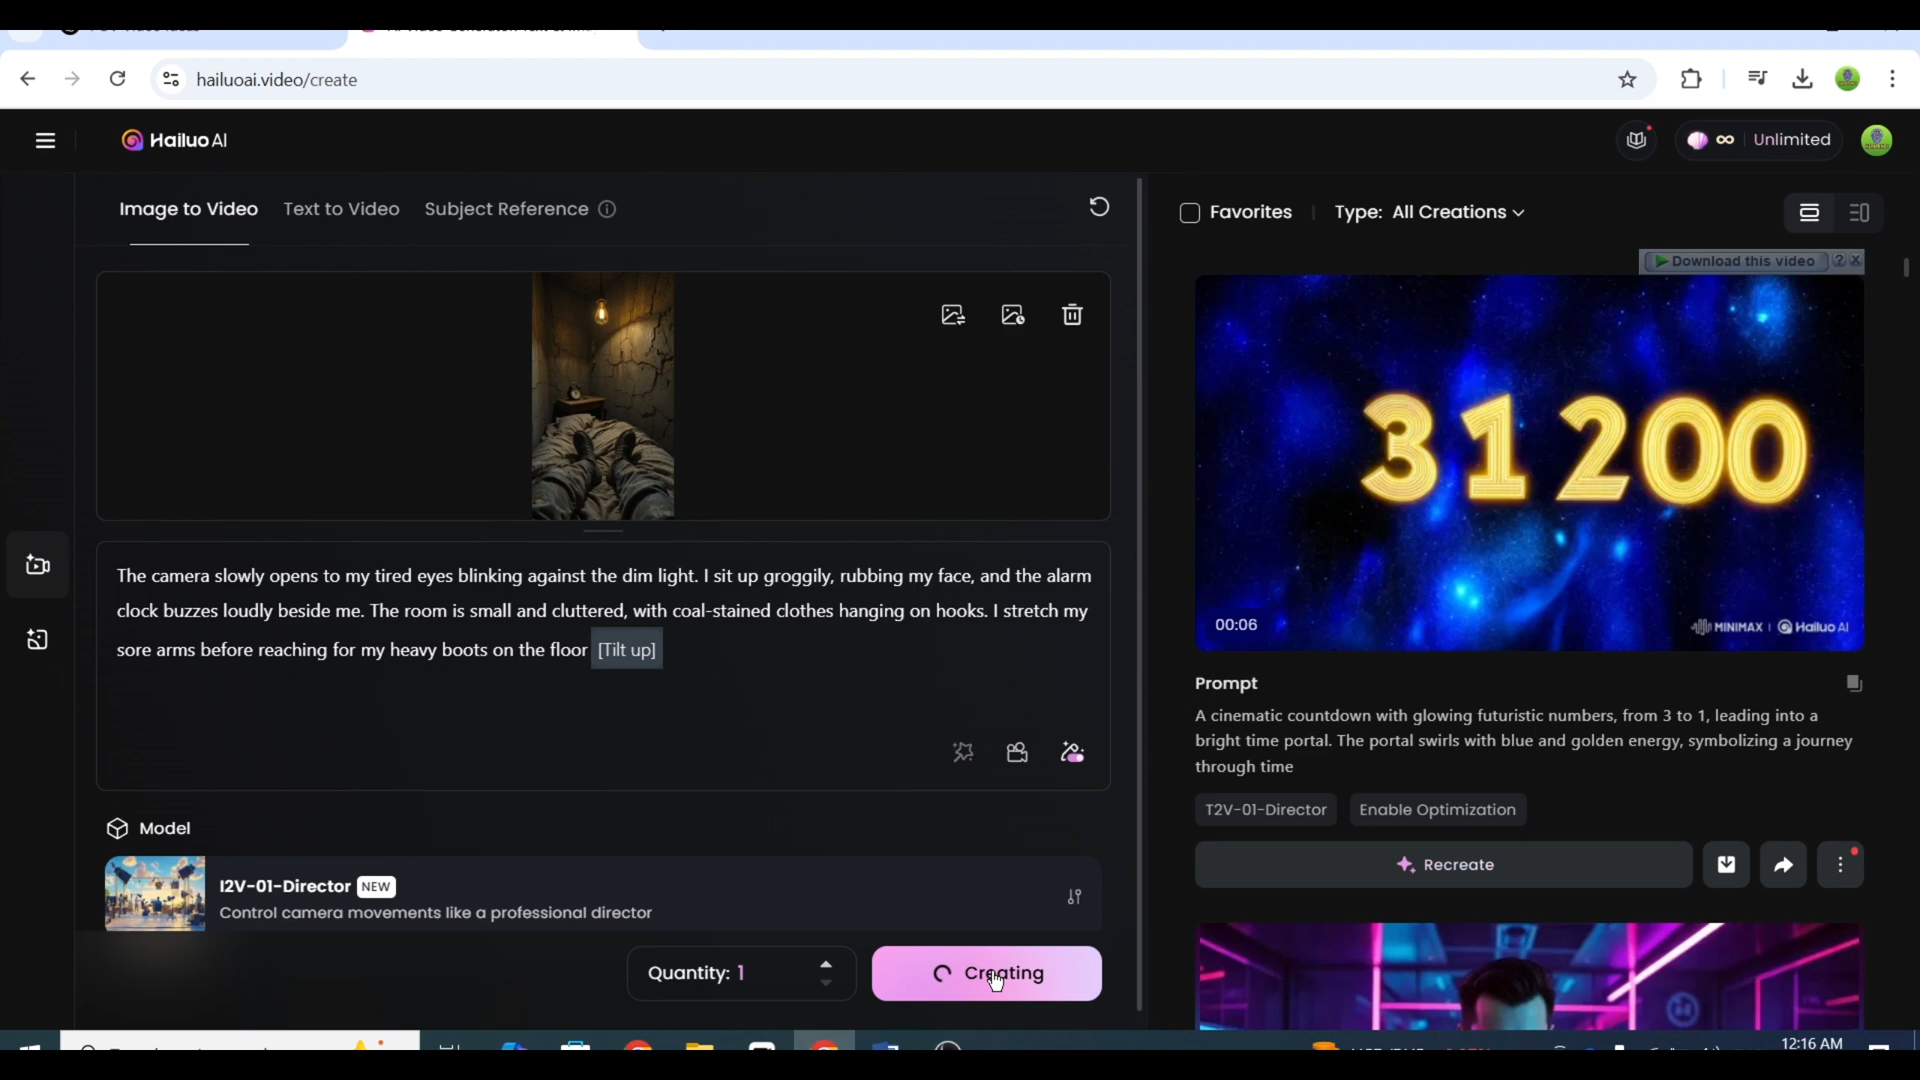 hailuoai.video/create
Hailuo AI
∞ Unlimited
Image to Video Text to Video Subject Reference
Favorites Type: All Creations
Download this video
The camera slowly opens to my tired eyes blinking against the dim light. I sit up groggily, rubbing my face, and the alarm
clock buzzes loudly beside me. The room is small and cluttered, with coal-stained clothes hanging on hooks. I stretch my
sore arms before reaching for my heavy boots on the floor [Tilt up]
31200
00:06
MINIMAX | Hailuo AI
Prompt
A cinematic countdown with glowing futuristic numbers, from 3 to 1, leading into a
bright time portal. The portal swirls with blue and golden energy, symbolizing a journey
through time
T2V-01-Director Enable Optimization
Recreate
Model
I2V-01-Director NEW
Control camera movements like a professional director
Quantity: 1
Creating
12:16 AM